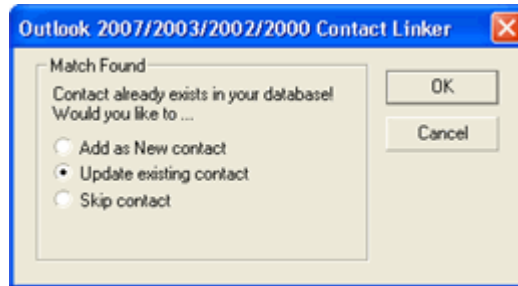 Outlook 2007/2003/2002/2000 Contact Linker
Match Found
Contact already exists in your database!
Would you like to ...
Add as New contact
Update existing contact
Skip contact
OK
Cancel